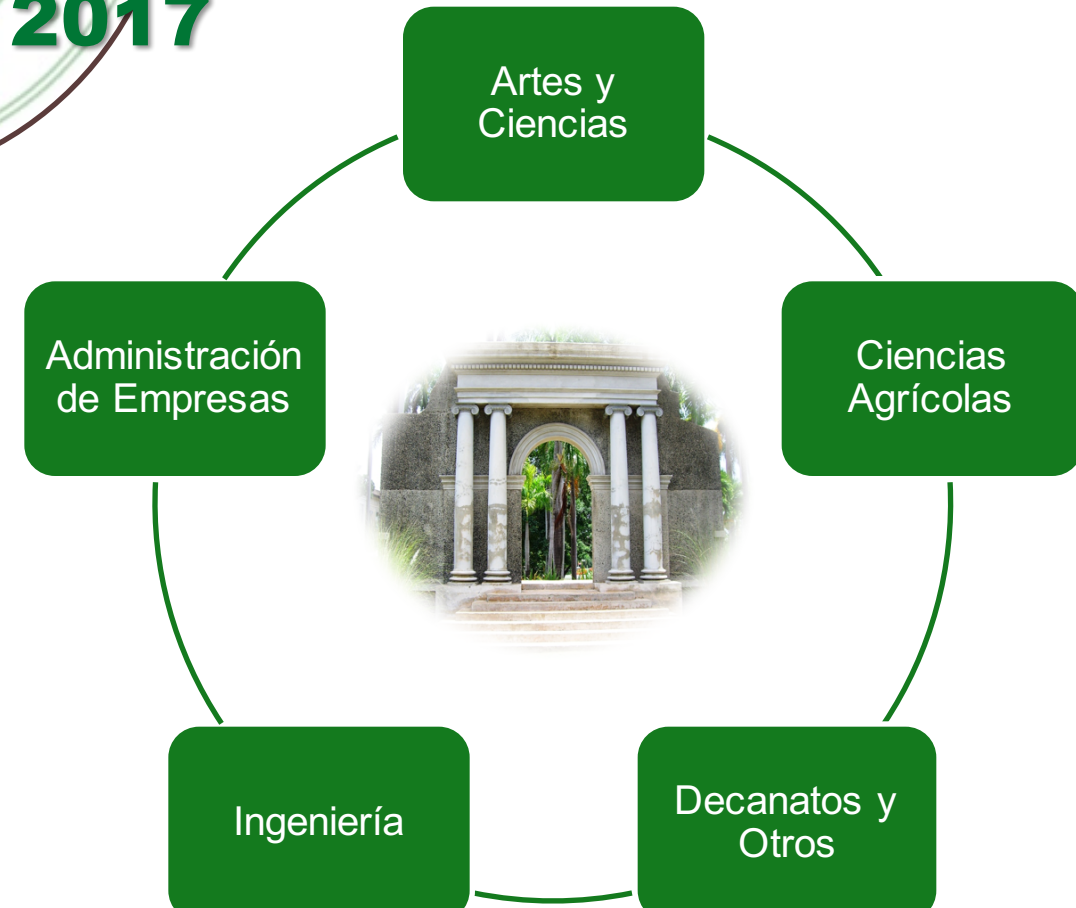 2017
Artes y
Ciencias
Administración
de Empresas
Ciencias
Agrícolas
Ingeniería
Decanatos y
Otros